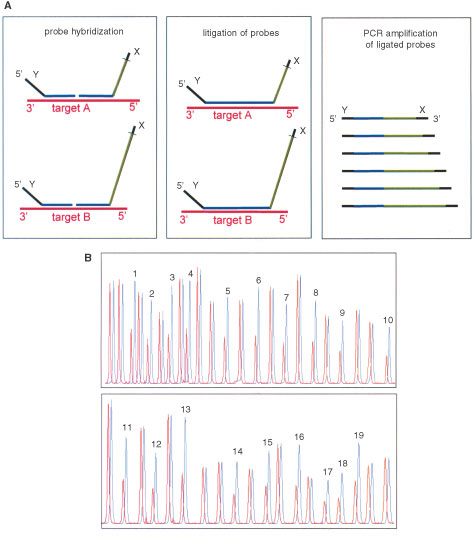 A
probe hybridization
litigation of probes
PCR amplification
of ligated probes
X
5' Y
3' target A 5'
X
5' Y
3' target B 5'
X
5' Y
3' target A 5'
X
5' Y
3' target B 5'
Y X
5' 3'
B
1 2 3 4 5 6 7 8 9 10
11 12 13 14 15 16 17 18 19